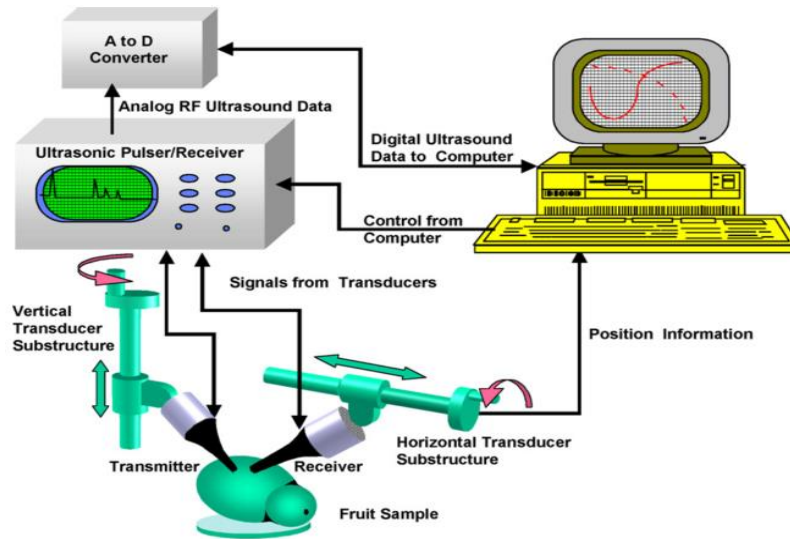 A to D
Converter
Analog RF Ultrasound Data
Ultrasonic Pulser/Receiver
Digital Ultrasound
Data to Computer
Control from
Computer
Signals from Transducers
Vertical
Transducer
Substructure
Position Information
Horizontal Transducer
Substructure
Transmitter
Receiver
Fruit Sample